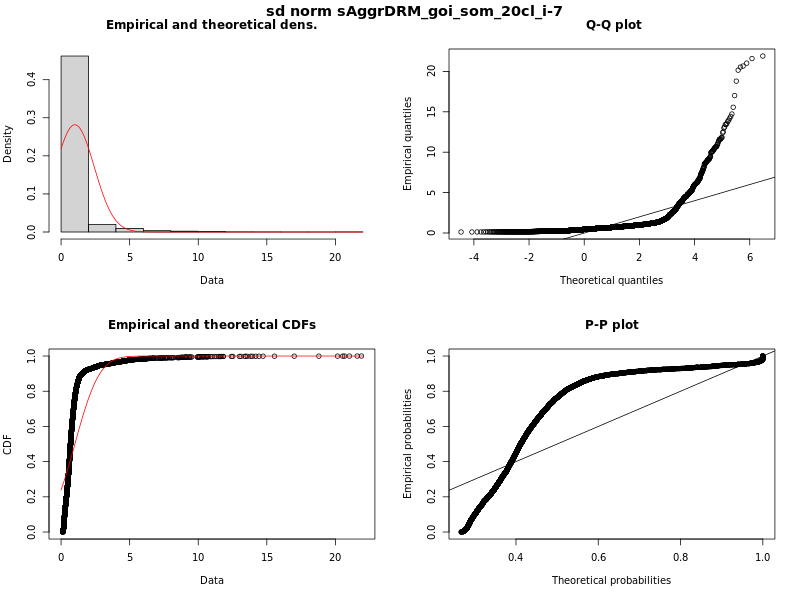 sd norm sAggrDRM_goi_som_20cl_i-7
Empirical and theoretical dens.
Density
0.0 0.1 0.2 0.3 0.4
0 5 10 15 20
Data
Q-Q plot
Empirical quantiles
0 5 10 15 20
-4 -2 0 2 4 6
Theoretical quantiles
Empirical and theoretical CDFs
CDF
0.0 0.2 0.4 0.6 0.8 1.0
0 5 10 15 20
Data
P-P plot
Empirical probabilities
0.0 0.2 0.4 0.6 0.8 1.0
0.4 0.6 0.8 1.0
Theoretical probabilities